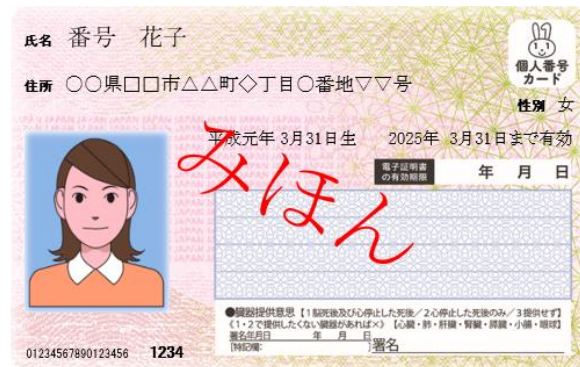 氏名 番号 花子
個人番号
カード
住所 ○○県□□市△△町◇丁目○番地▽▽号
性別 女
平成元年 3月31日生 2025年 3月31日まで有効
みほん
電子証明書
の有効期限
年 月 日
●臓器提供意思【1脳死後及び心停止した死後／2心停止した死後のみ／3提供せず】
《1・2で提供したくない臓器があれば×》【心臓・肺・肝臓・腎臓・膵臓・小腸・眼球】
署名年月日 年 月 日
[特記欄: ]署名
01234567890123456 1234